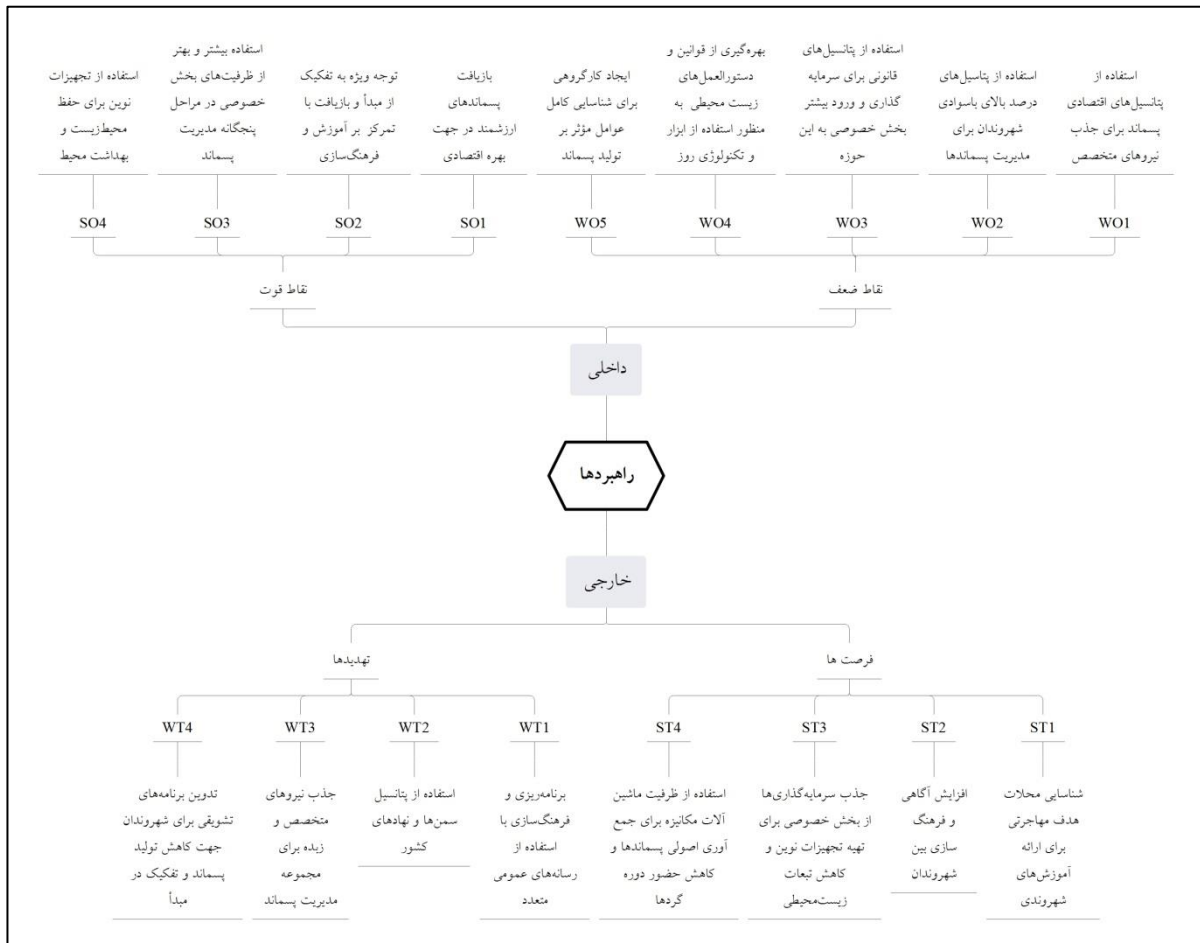 استفاده از
پتانسیل‌های اقتصادی
پسماند برای جذب
نیروهای متخصص
استفاده از پتاسیل‌های
درصد بالای باسوادی
شهروندان برای
مدیریت پسماندها
استفاده از پتانسیل‌های
قانونی برای سرمایه
گذاری و ورود بیشتر
بخش خصوصی به این
حوزه
بهره‌گیری از قوانین و
دستورالعمل‌های
زیست محیطی به
منظور استفاده از ابزار
و تکنولوژی روز
ایجاد کارگروهی
برای شناسایی کامل
عوامل مؤثر بر
تولید پسماند
بازیافت
پسماندهای
ارزشمند در جهت
بهره اقتصادی
توجه ویژه به تفکیک
از مبدأ و بازیافت با
تمرکز بر آموزش و
فرهنگ‌سازی
استفاده بیشتر و بهتر
از ظرفیت‌های بخش
خصوصی در مراحل
پنجگانه مدیریت
پسماند
استفاده از تجهیزات
نوین برای حفظ
محیط‌زیست و
بهداشت محیط
WO1
WO2
WO3
WO4
WO5
SO1
SO2
SO3
SO4
نقاط ضعف
نقاط قوت
داخلی
راهبردها
خارجی
فرصت ها
تهدیدها
ST1
ST2
ST3
ST4
WT1
WT2
WT3
WT4
شناسایی محلات
هدف مهاجرتی
برای ارائه
آموزش‌های
شهروندی
افزایش آگاهی
و فرهنگ
سازی بین
شهروندان
جذب سرمایه‌گذاری‌ها
از بخش خصوصی برای
تهیه تجهیزات نوین و
کاهش تبعات
زیست‌محیطی
استفاده از ظرفیت ماشین
آلات مکانیزه برای جمع
آوری اصولی پسماندها و
کاهش حضور دوره
گردها
برنامه‌ریزی و
فرهنگ‌سازی با
استفاده از
رسانه‌های عمومی
متعدد
استفاده از پتانسیل
سمن‌ها و نهادهای
کشور
جذب نیروهای
متخصص و
زبده برای
مجموعه
مدیریت پسماند
تدوین برنامه‌های
تشویقی برای شهروندان
جهت کاهش تولید
پسماند و تفکیک در
مبدأ